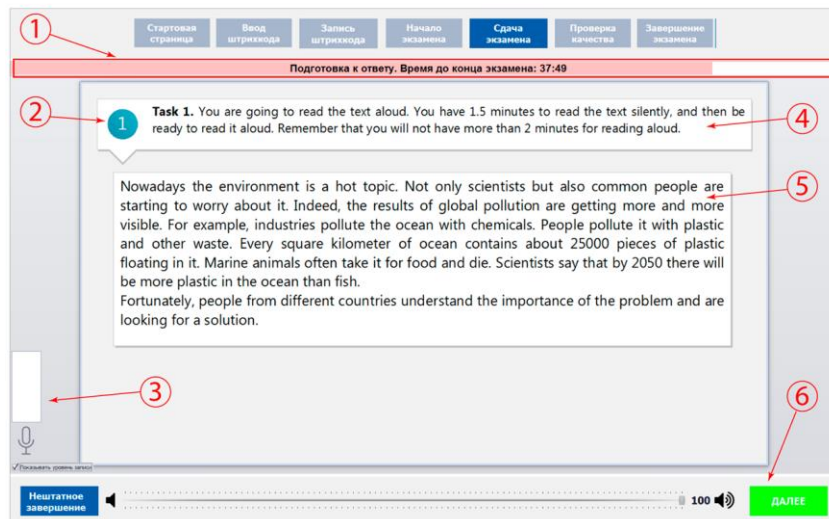 Стартовая страница
Ввод штрихкода
Запись штрихкода
Начало экзамена
Сдача экзамена
Проверка качества
Завершение экзамена
1
Подготовка к ответу. Время до конца экзамена: 37:49
2
1
Task 1. You are going to read the text aloud. You have 1.5 minutes to read the text silently, and then be
ready to read it aloud. Remember that you will not have more than 2 minutes for reading aloud.
4
Nowadays the environment is a hot topic. Not only scientists but also common people are
starting to worry about it. Indeed, the results of global pollution are getting more and more
visible. For example, industries pollute the ocean with chemicals. People pollute it with plastic
and other waste. Every square kilometer of ocean contains about 25000 pieces of plastic
floating in it. Marine animals often take it for food and die. Scientists say that by 2050 there will
be more plastic in the ocean than fish.
Fortunately, people from different countries understand the importance of the problem and are
looking for a solution.
5
3
6
Показывать уровень записи
Нештатное
завершение
100
ДАЛЕЕ